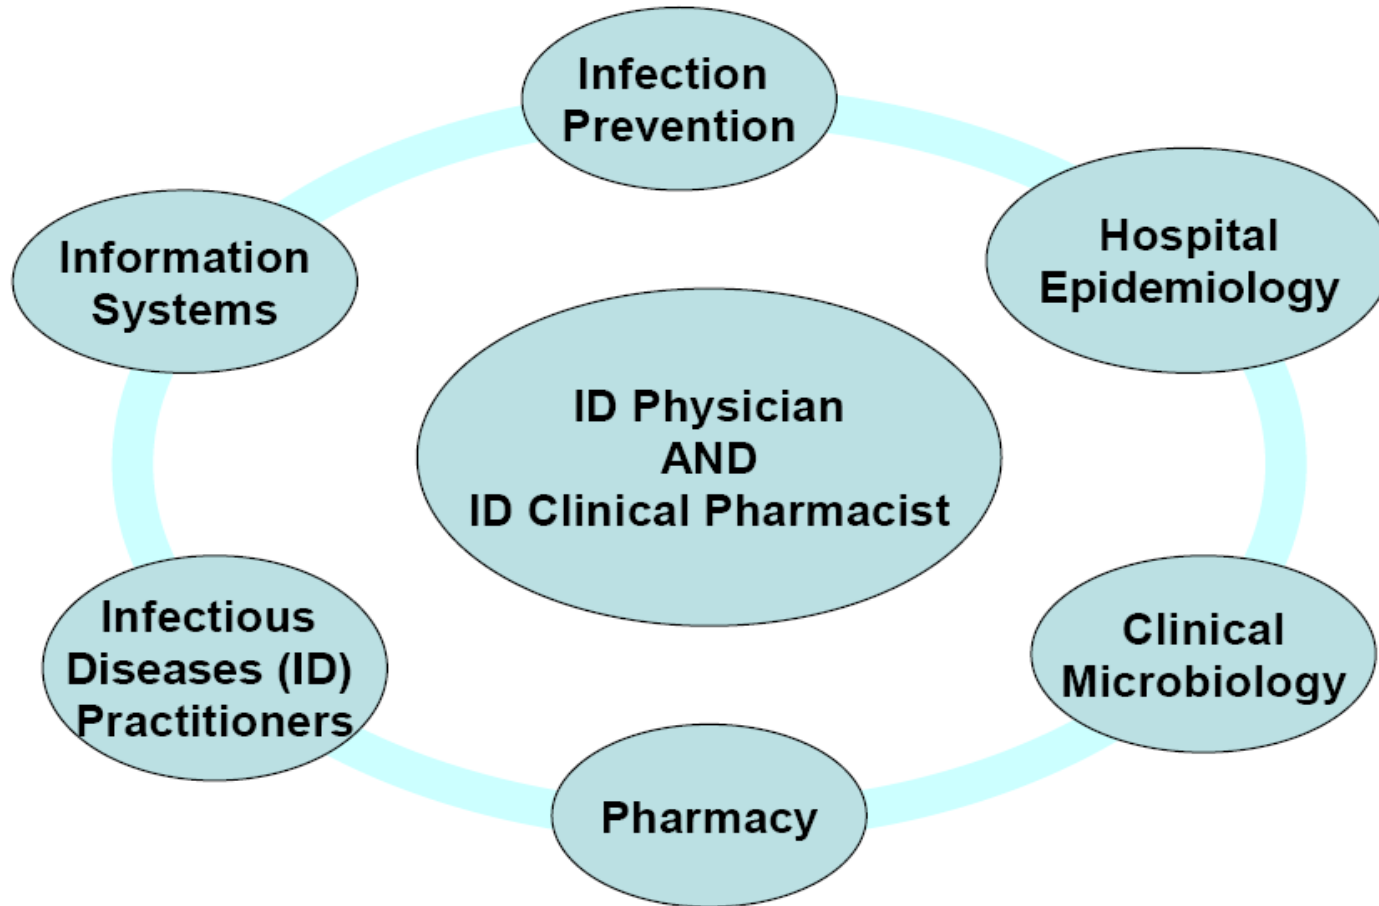 Infection
Prevention
Hospital
Epidemiology
Information
Systems
ID Physician
AND
ID Clinical Pharmacist
Infectious
Diseases (ID)
Practitioners
Clinical
Microbiology
Pharmacy